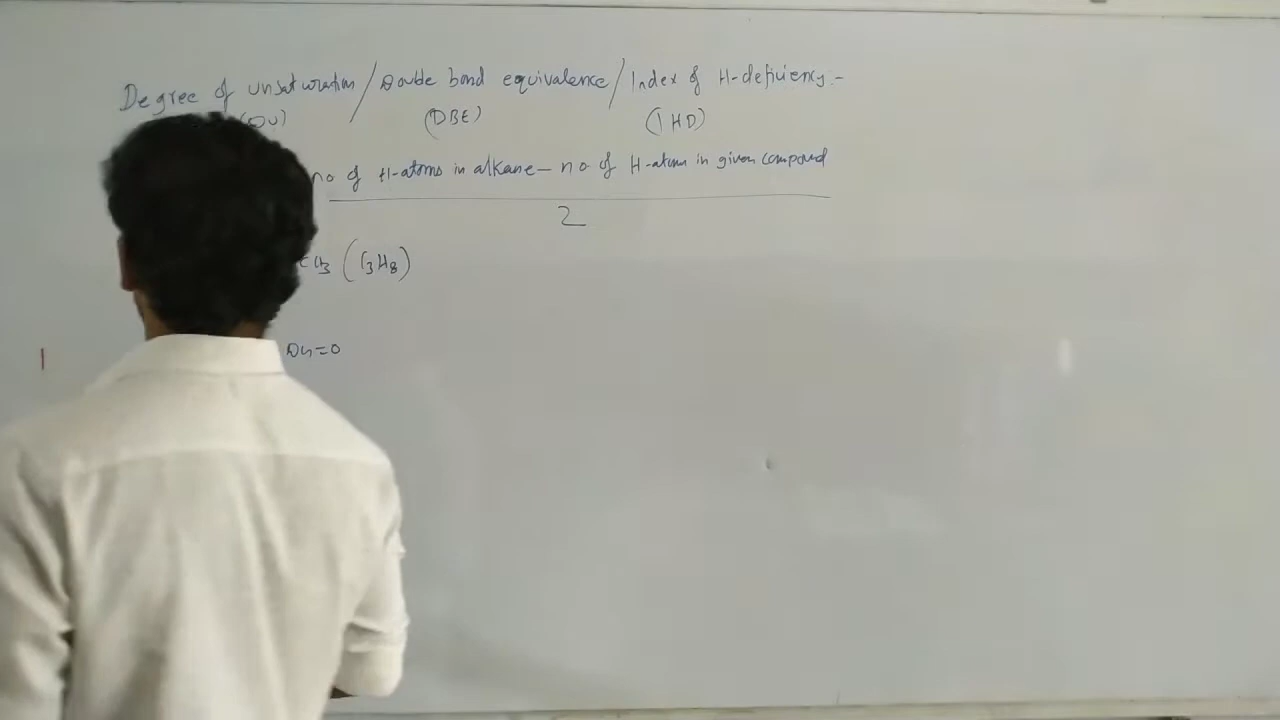 Degree of unsaturation / Double bond equivalence / Index of H-deficiency:-
(DU) (DBE) (IHD)
no of H-atoms in alkane - no of H-atom in given compound
2
CH3 (C3H8)
Du=0